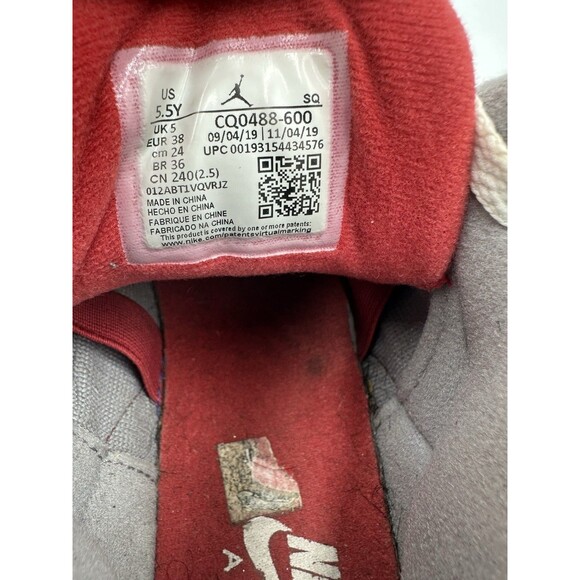 US
5.5Y
SQ
UK 5
EUR 38
cm 24
BR 36
CN 240(2.5)
CQ0488-600
09/04/19 | 11/04/19
UPC 00193154434576
012ABT1VQVRJZ
MADE IN CHINA
HECHO EN CHINA
FABRIQUE EN CHINE
FABRICADO NA CHINA
This product is covered by one or more patents:
www.nike.com/patentsvirtualmarking